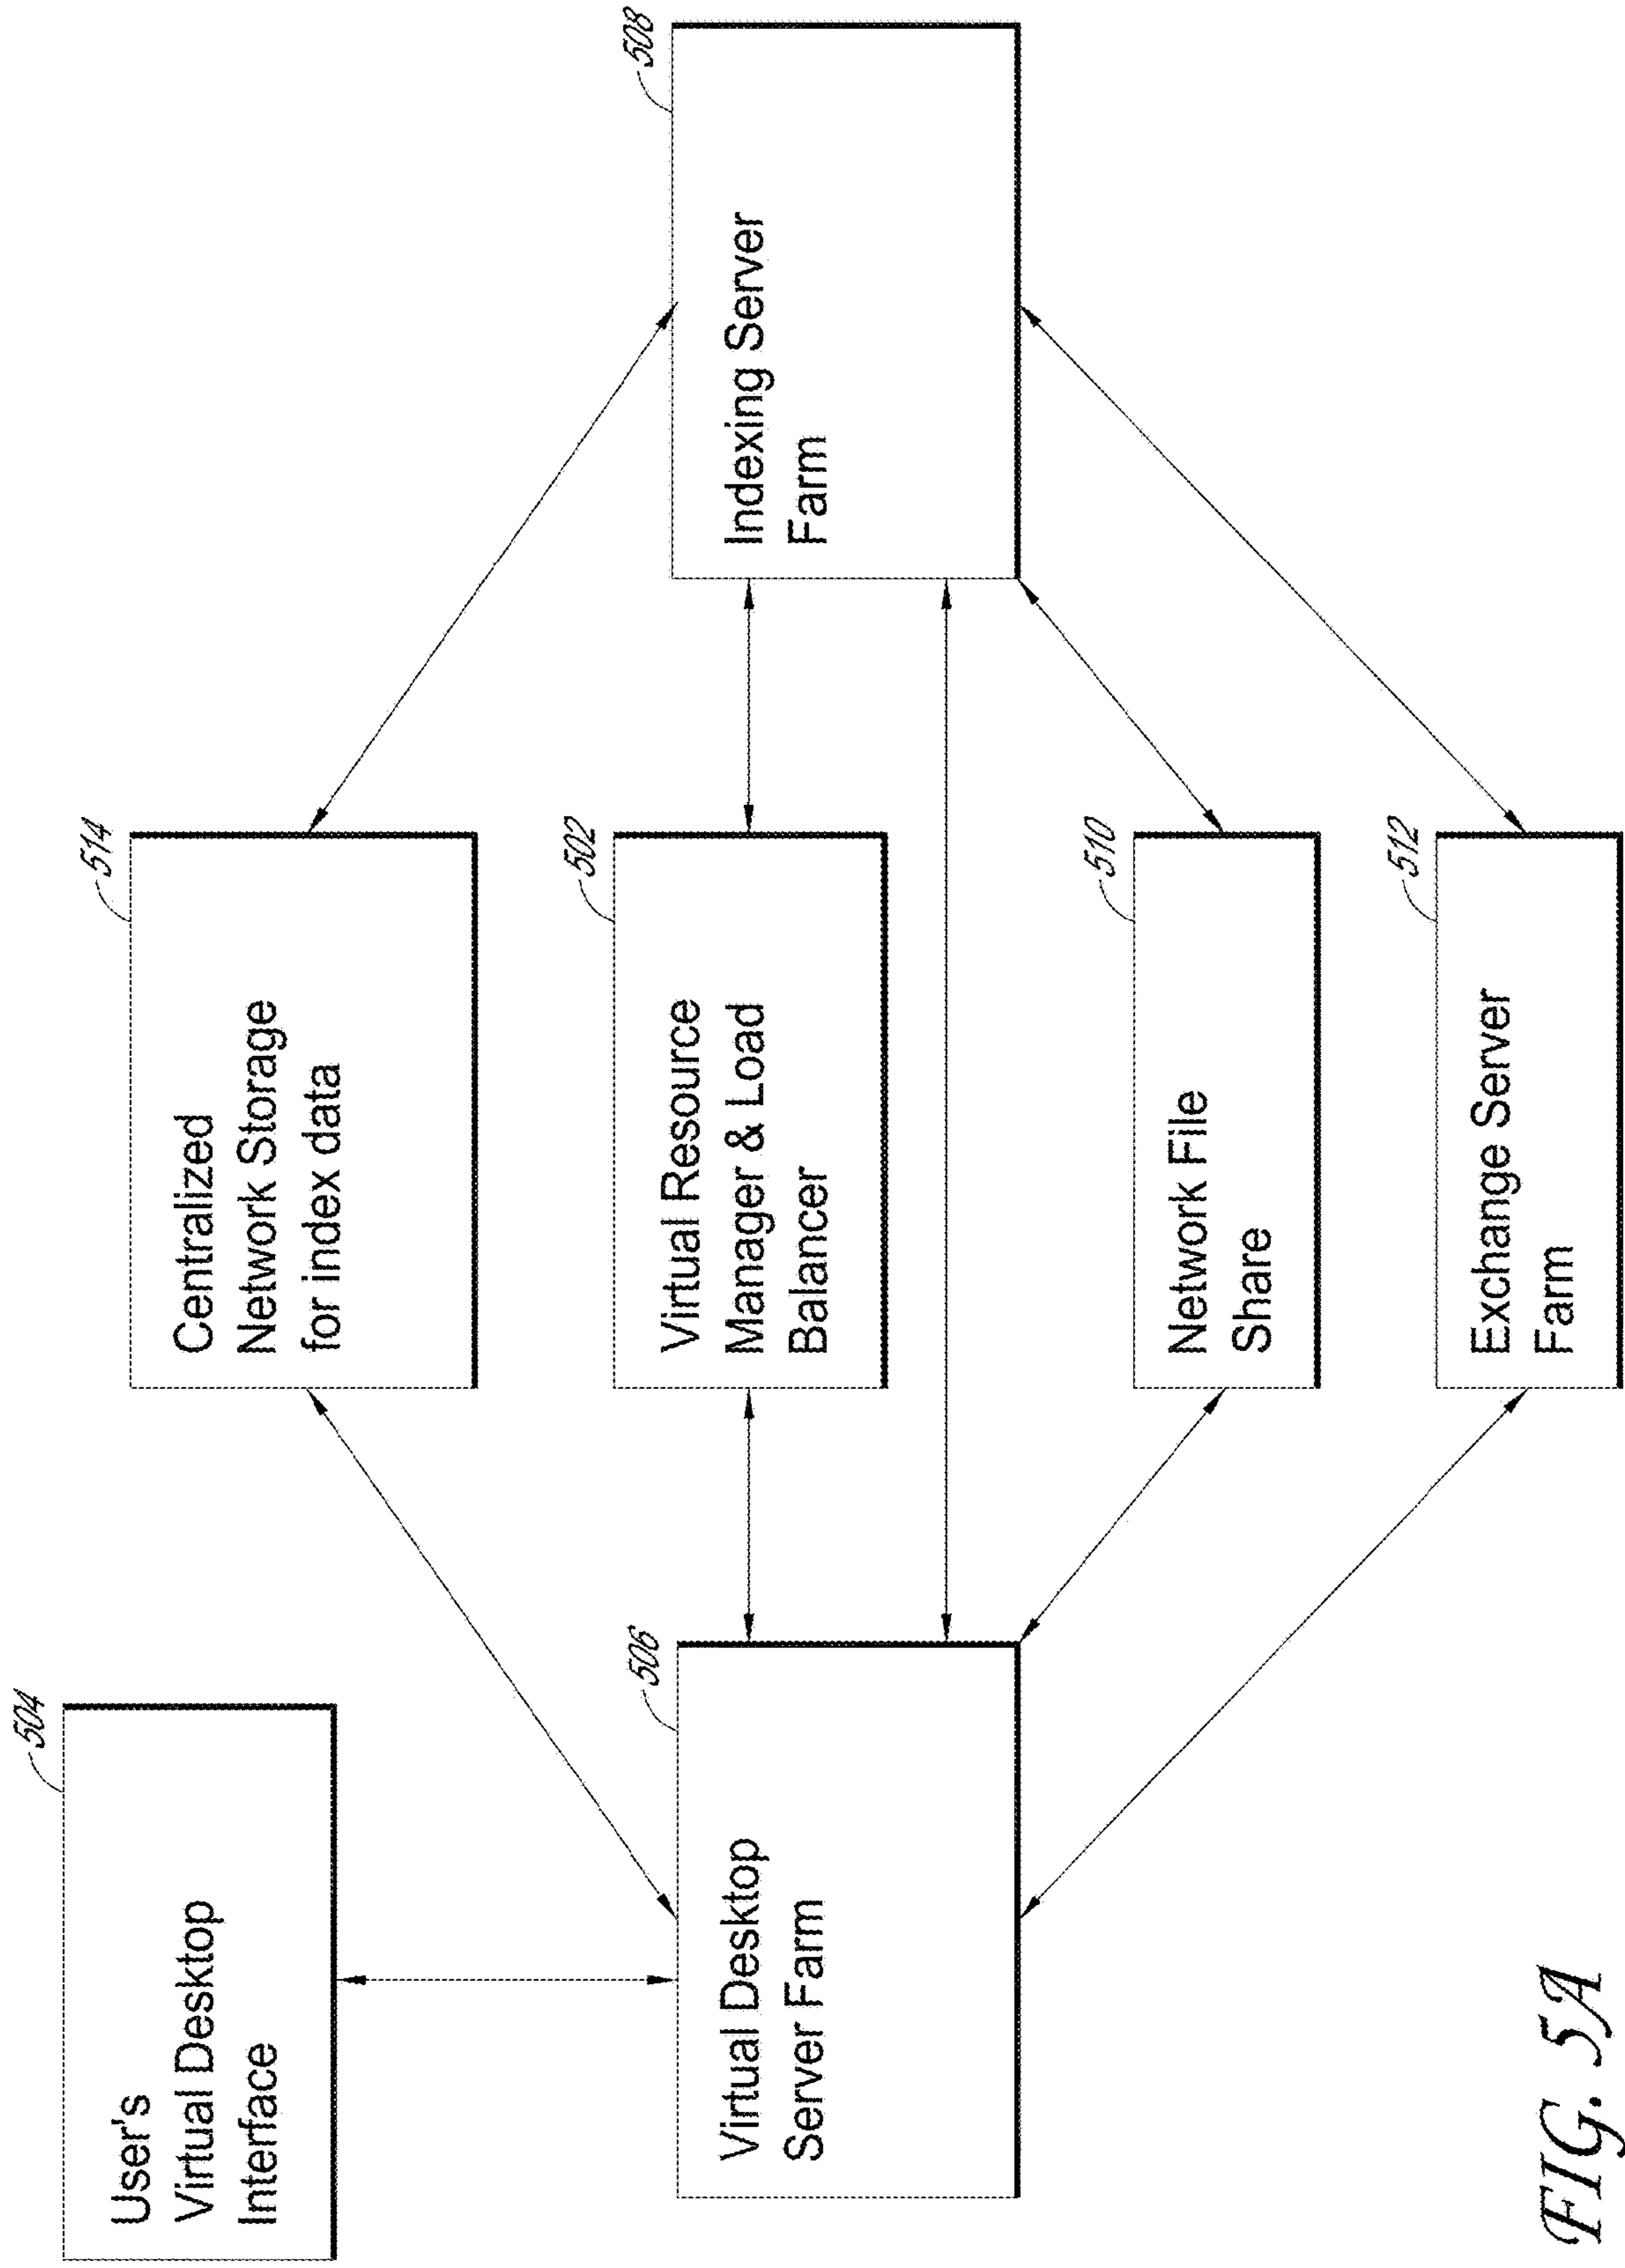 504
User's
Virtual Desktop
Interface
514
Centralized
Network Storage
for index data
506
Virtual Desktop
Server Farm
502
Virtual Resource
Manager & Load
Balancer
508
Indexing Server
Farm
510
Network File
Share
512
Exchange Server
Farm
FIG. 5A